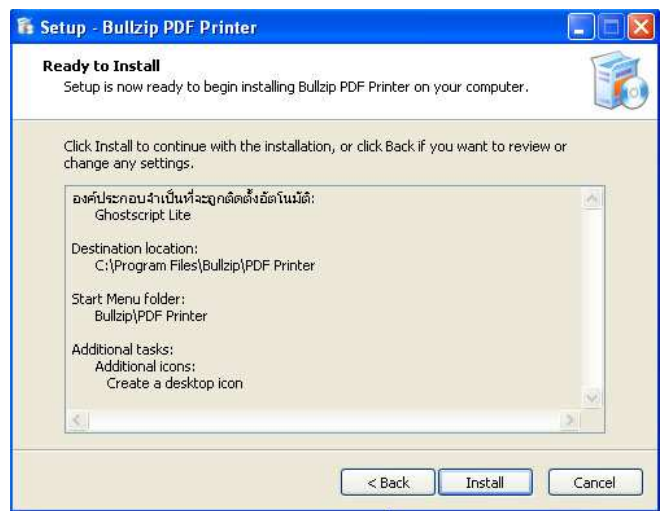 Setup - Bullzip PDF Printer
Ready to Install
Setup is now ready to begin installing Bullzip PDF Printer on your computer.
Click Install to continue with the installation, or click Back if you want to review or
change any settings.
องค์ประกอบจำเป็นที่จะถูกติดตั้งอัตโนมัติ:
Ghostscript Lite
Destination location:
C:\Program Files\Bullzip\PDF Printer
Start Menu folder:
Bullzip\PDF Printer
Additional tasks:
Additional icons:
Create a desktop icon
< Back
Install
Cancel